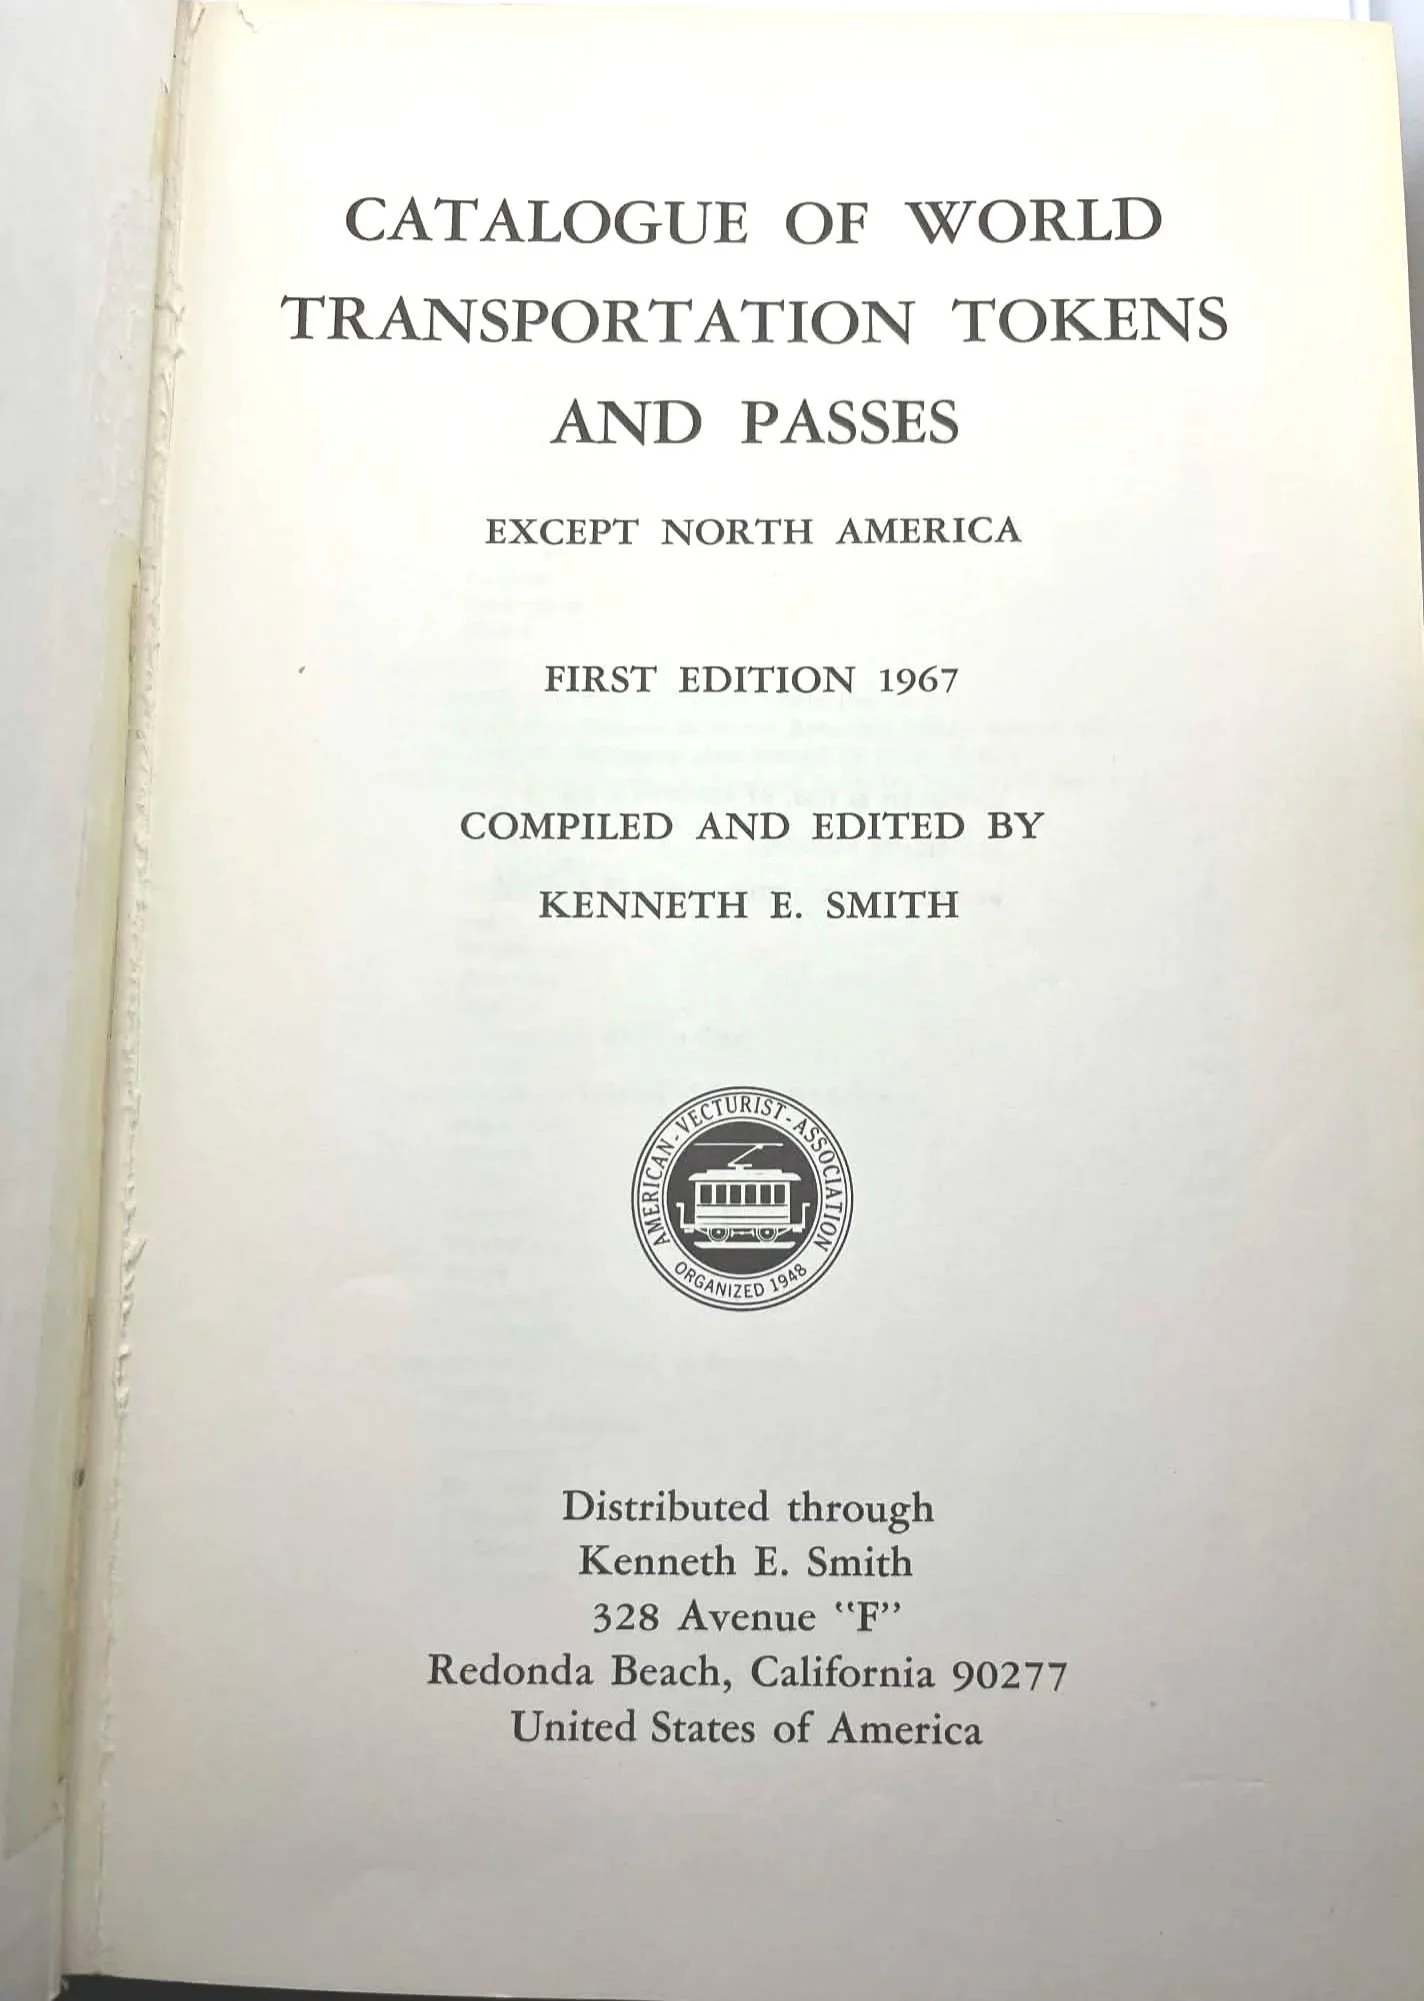 CATALOGUE OF WORLD
TRANSPORTATION TOKENS
AND PASSES
EXCEPT NORTH AMERICA
FIRST EDITION 1967
COMPILED AND EDITED BY
KENNETH E. SMITH
AMERICAN-VECTURIST-ASSOCIATION
ORGANIZED 1948
Distributed through
Kenneth E. Smith
328 Avenue “F”
Redonda Beach, California 90277
United States of America